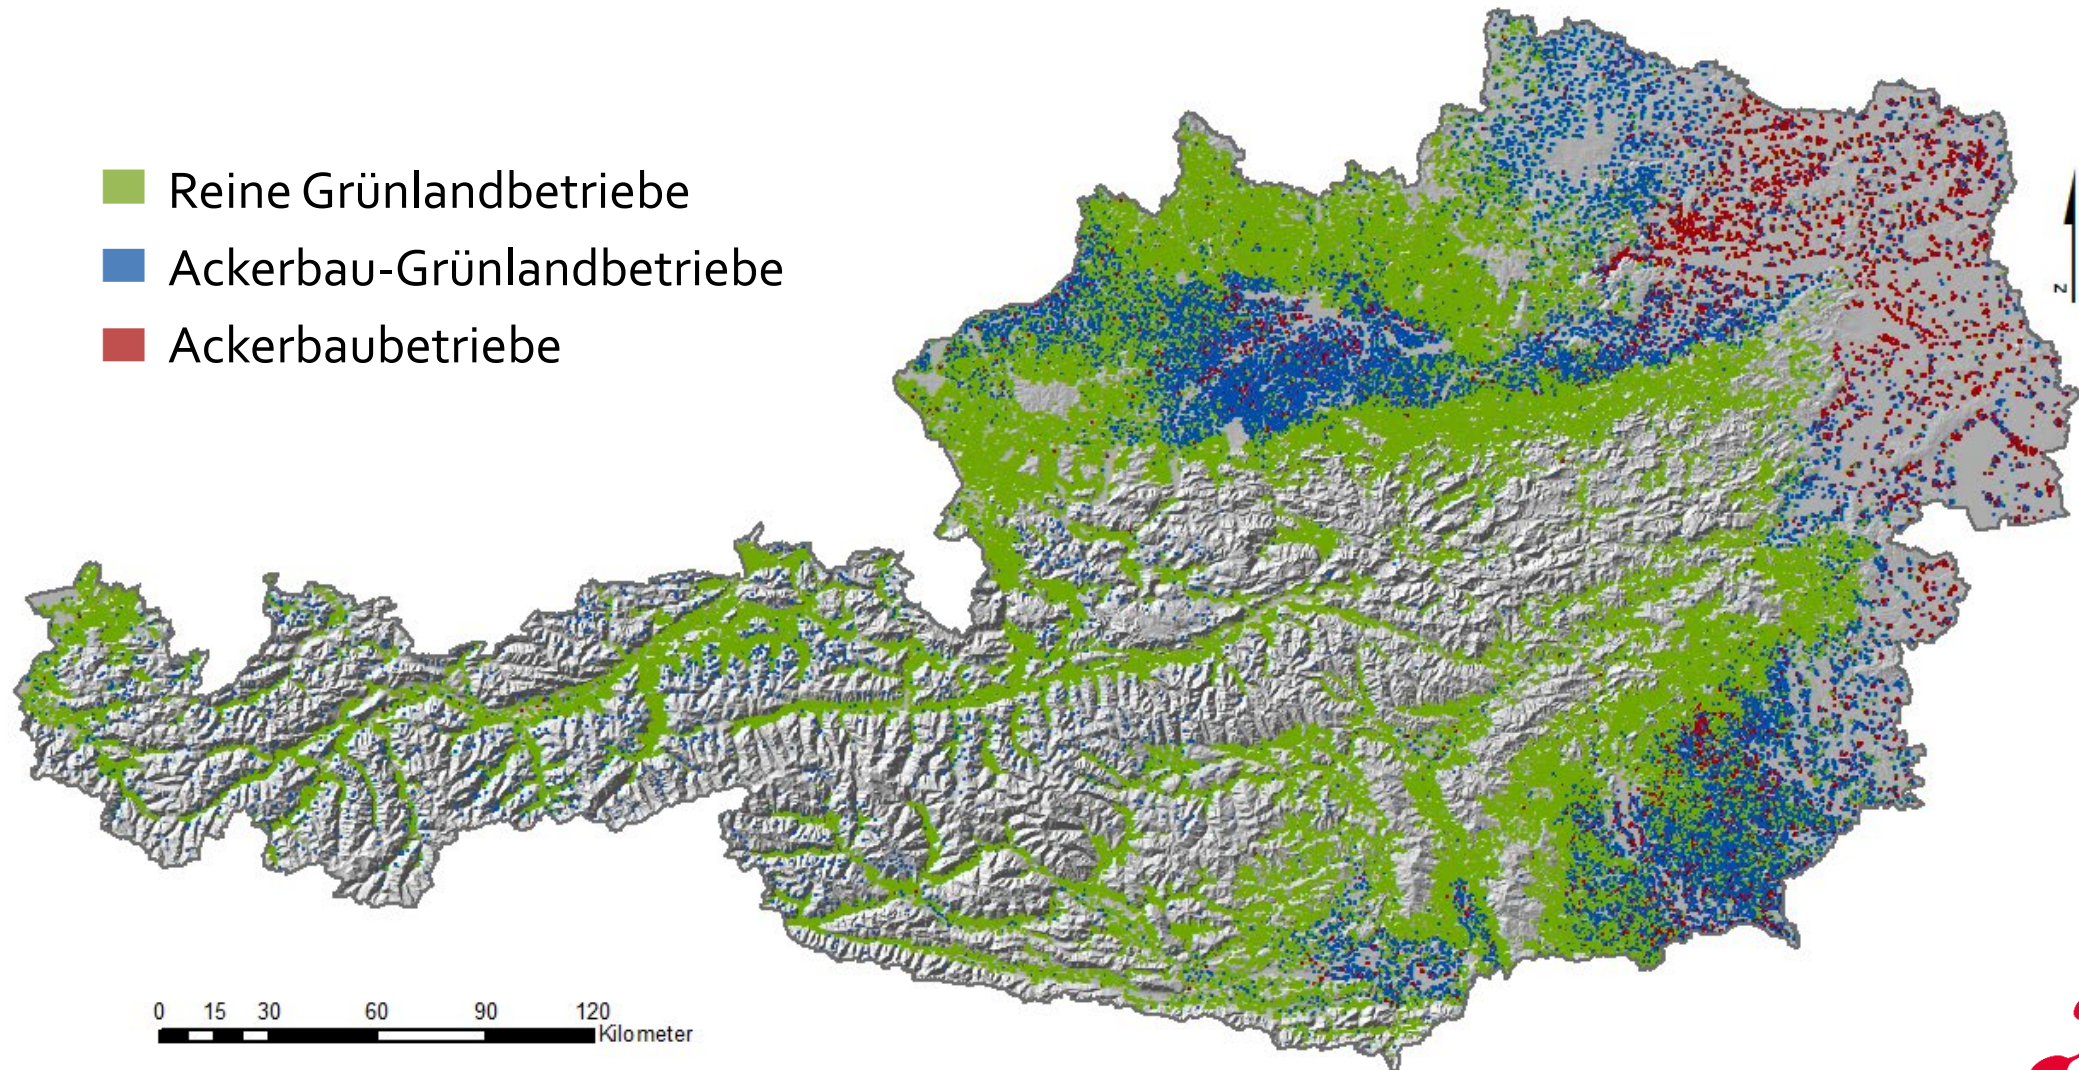 Reine Grünlandbetriebe
Ackerbau-Grünlandbetriebe
Ackerbaubetriebe
N
0 15 30 60 90 120
Kilometer